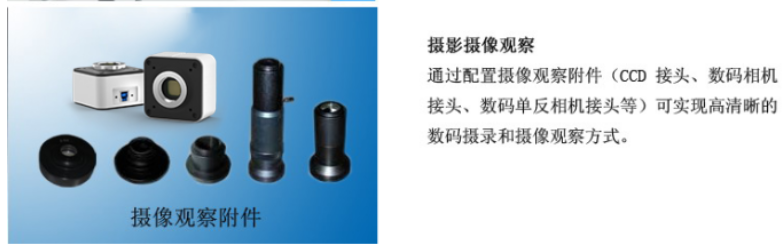 摄影摄像观察
通过配置摄像观察附件（CCD 接头、数码相机
接头、数码单反相机接头等）可实现高清晰的
数码摄录和摄像观察方式。
摄像观察附件